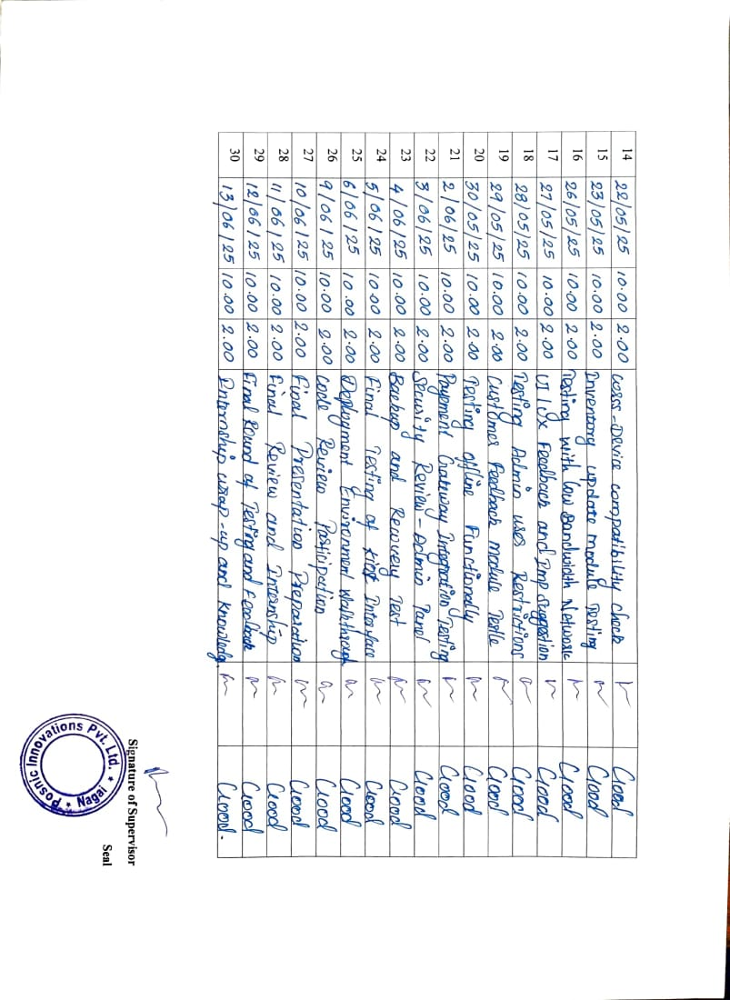 14 22/05/25 10.00 2.00 Cross-Device compatibility check Good
15 23/05/25 10.00 2.00 Inventory update module Testing Good
16 26/05/25 10.00 2.00 Testing with low Bandwidth Network Good
17 27/05/25 10.00 2.00 UI/UX Feedback and Imp Suggestion Good
18 28/05/25 10.00 2.00 Testing Admin user Restrictions Good
19 29/05/25 10.00 2.00 Customer Feedback Module Good
20 30/05/25 10.00 2.00 Testing offline Functionally Good
21 2/06/25 10.00 2.00 Payement Gateway Integration Testing Good
22 3/06/25 10.00 2.00 Security Review-Admin Panel Good
23 4/06/25 10.00 2.00 Backup and Recovery Test Good
24 5/06/25 10.00 2.00 Final Testing of Interface Good
25 6/06/25 10.00 2.00 Deployment Environment Walkthrough Good
26 9/06/25 10.00 2.00 Code Review Participation Good
27 10/06/25 10.00 2.00 Final Presentation Preparation Good
28 11/06/25 10.00 2.00 Final Review and Internship Good
29 12/06/25 10.00 2.00 Final Round of Testing and Feedback Good
30 13/06/25 10.00 2.00 Internship wrap-up and Knowledg. Good.
Signature of Supervisor
Seal
Posnic Innovations Pvt. Ltd. * Nagai *